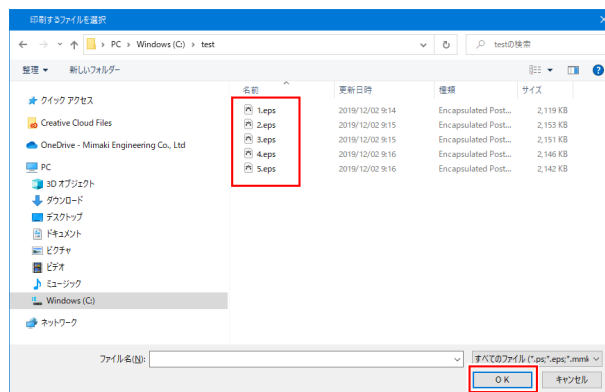 印刷するファイルを選択
PC > Windows (C:) > test
testの検索
整理 新しいフォルダー
名前 更新日時 種類 サイズ
クイック アクセス
Creative Cloud Files
OneDrive - Mimaki Engineering Co., Ltd
PC
3D オブジェクト
ダウンロード
デスクトップ
ドキュメント
ピクチャ
ビデオ
ミュージック
Windows (C:)
ネットワーク
1.eps 2019/12/02 9:14 Encapsulated Post... 2,119 KB
2.eps 2019/12/02 9:15 Encapsulated Post... 2,153 KB
3.eps 2019/12/02 9:15 Encapsulated Post... 2,151 KB
4.eps 2019/12/02 9:16 Encapsulated Post... 2,146 KB
5.eps 2019/12/02 9:16 Encapsulated Post... 2,142 KB
ファイル名(N):
すべてのファイル (*.ps;*.eps;*.mmk
OK キャンセル